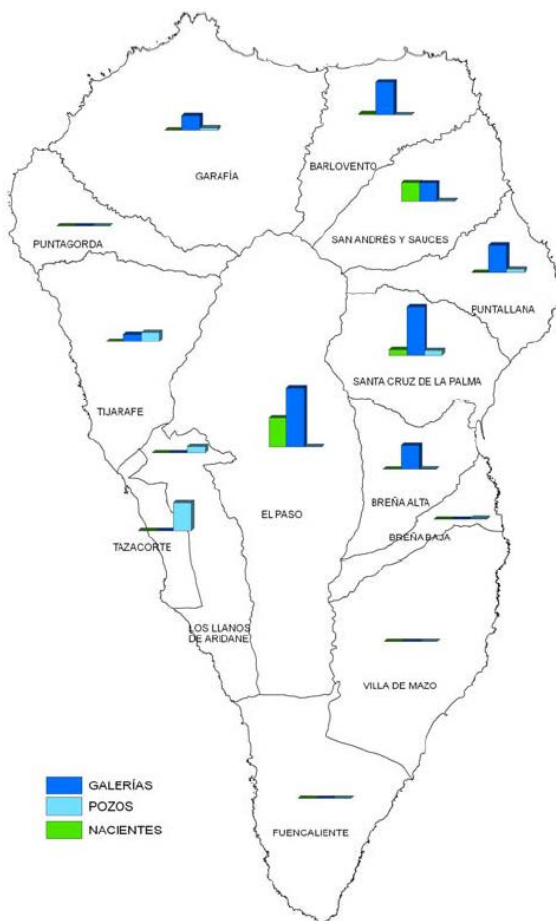 BARLOVENTO
GARAFÍA
SAN ANDRÉS Y SAUCES
PUNTAGORDA
PUNTALLANA
SANTA CRUZ DE LA PALMA
TIJARAFE
BREÑA ALTA
EL PASO
BREÑA BAJA
TAZACORTE
LOS LLANOS
DE ARIDANE
VILLA DE MAZO
GALERÍAS
POZOS
NACIENTES
FUENCALIENTE